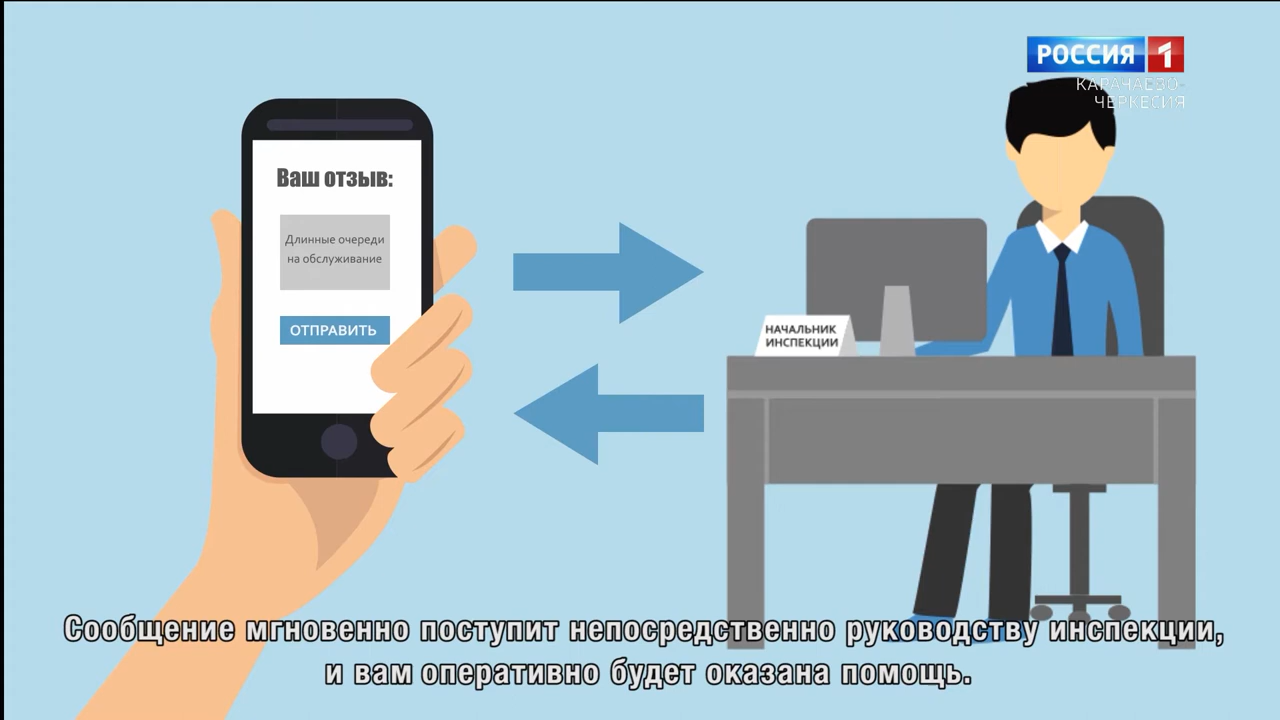 РОССИЯ 1
КАРАЧАЕВО-
ЧЕРКЕСИЯ
Ваш отзыв:
Длинные очереди
на обслуживание
ОТПРАВИТЬ
НАЧАЛЬНИК
ИНСПЕКЦИИ
Сообщение мгновенно поступит непосредственно руководству инспекции,
и вам оперативно будет оказана помощь.